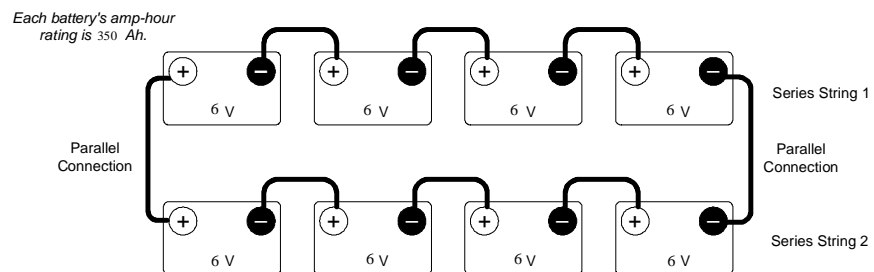 Each battery's amp-hour
rating is 350 Ah.
+ − + − + − + −
6 V 6 V 6 V 6 V
Series String 1
Parallel
Connection
Parallel
Connection
+ − + − + − + −
6 V 6 V 6 V 6 V
Series String 2